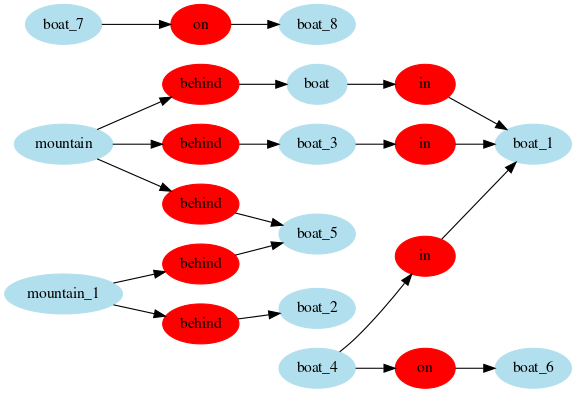 boat_7 on boat_8
behind boat in
mountain behind boat_3 in boat_1
behind
boat_5
behind in
mountain_1
boat_2
behind
boat_4 on boat_6